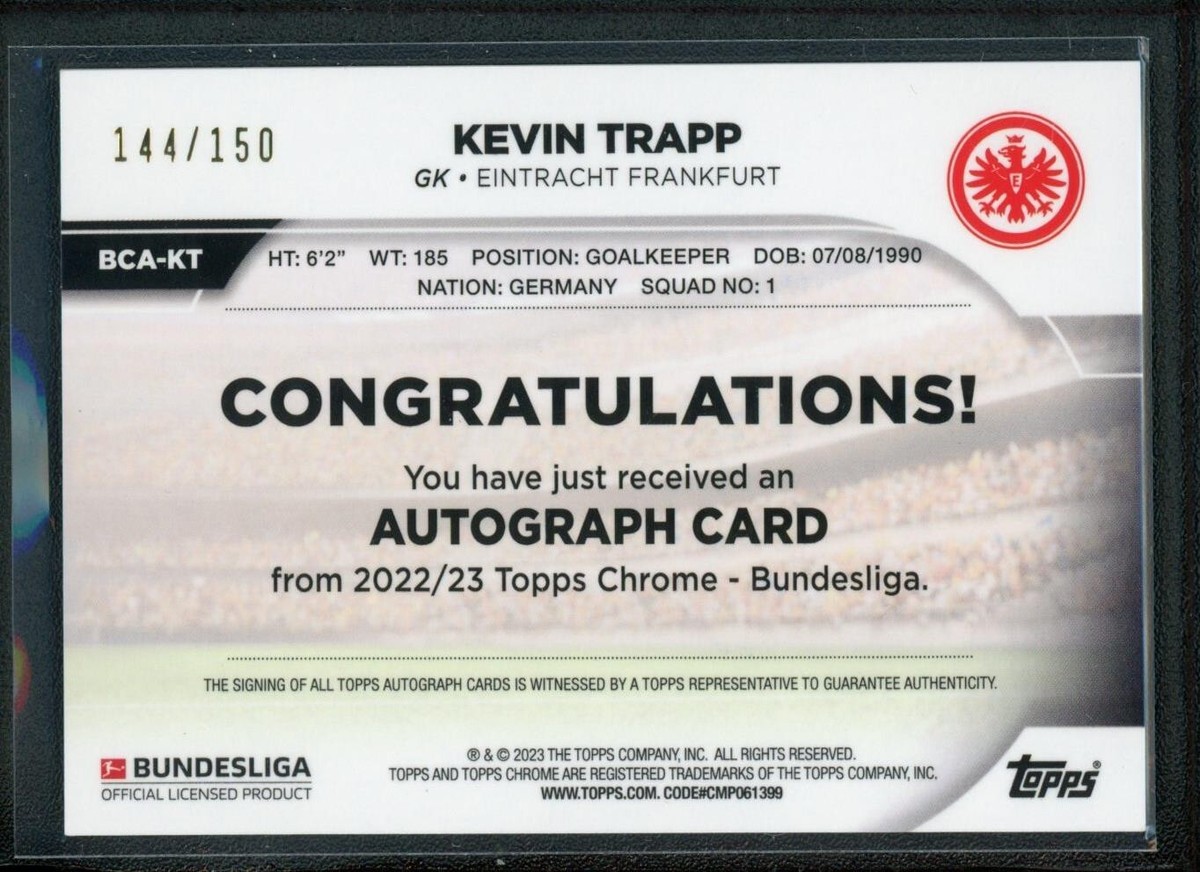 144/150
KEVIN TRAPP
GK • EINTRACHT FRANKFURT
E
BCA-KT
HT: 6'2” WT: 185 POSITION: GOALKEEPER DOB: 07/08/1990
NATION: GERMANY SQUAD NO: 1
CONGRATULATIONS!
You have just received an
AUTOGRAPH CARD
from 2022/23 Topps Chrome - Bundesliga.
THE SIGNING OF ALL TOPPS AUTOGRAPH CARDS IS WITNESSED BY A TOPPS REPRESENTATIVE TO GUARANTEE AUTHENTICITY.
BUNDESLIGA
OFFICIAL LICENSED PRODUCT
® & © 2023 THE TOPPS COMPANY, INC. ALL RIGHTS RESERVED.
TOPPS AND TOPPS CHROME ARE REGISTERED TRADEMARKS OF THE TOPPS COMPANY, INC.
WWW.TOPPS.COM. CODE#CMP061399
Topps®